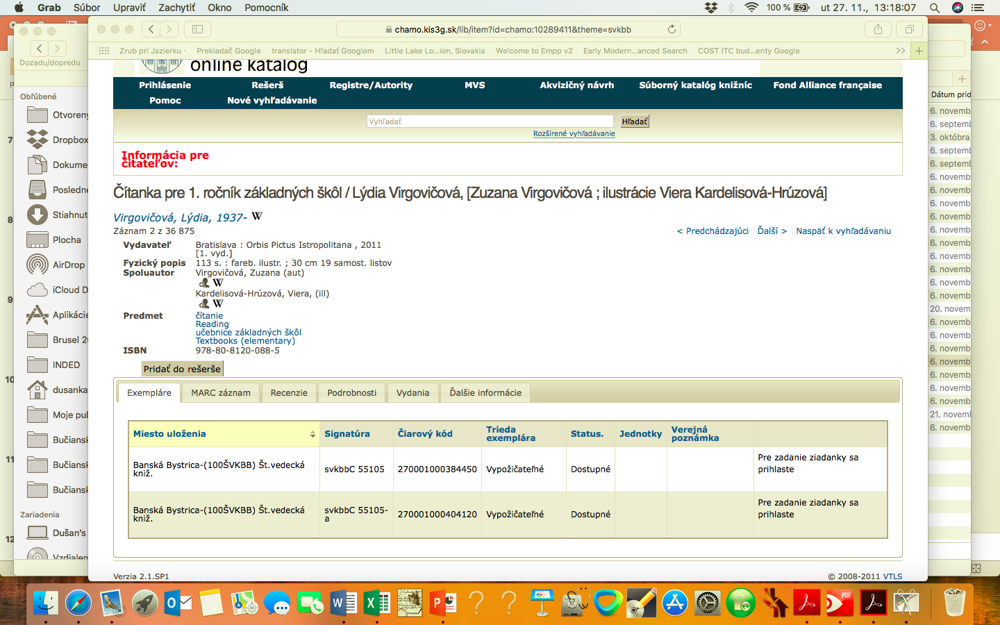 Grab Súbor Upraviť Zachytiť Okno Pomocník 100 % ut 27. 11., 13:18:07
chamo.kis3g.sk/lib/item?id=chamo:10289411&theme=svkbb
Zrub pri Jazierku · Prekladač Google translator - Hľadať Googlom Little Lake Lo...ion, Slovakia Welcome to Empp v2 Early Modern...anced Search COST ITC bud...enty Google
Dozadu/dopredu
Obľúbené
Otvorený
Dropbox
Dokume
Posledne
Stiahnut
Plocha
AirDrop
iCloud D
Aplikácie
Brusel 20
INDED
dusanka
Moje pub
Bučiansk
Bučiansk
Bučiansk
Zariadenia
Dušan's
Vzdialen
7
8
9
10
11
12
online katalóg
Prihlásenie Rešerš Registre/Autority MVS Akvizičný návrh Súborný katalóg knižníc Fond Alliance française
Pomoc Nové vyhľadávanie
Vyhľadať Hľadať
Rozšírené vyhľadávanie
Informácia pre
čitateľov:
Čítanka pre 1. ročník základných škôl / Lýdia Virgovičová, [Zuzana Virgovičová ; ilustrácie Viera Kardelisová-Hrúzová]
Virgovičová, Lýdia, 1937- W
Záznam 2 z 36 875 < Predchádzajúci Ďalší > Naspäť k vyhľadávaniu
Vydavateľ Bratislava : Orbis Pictus Istropolitana , 2011
[1. vyd.]
Fyzický popis 113 s. : fareb. ilustr. ; 30 cm 19 samost. listov
Spoluautor Virgovičová, Zuzana (aut)
W
Kardelisová-Hrúzová, Viera, (ill)
W
Predmet čítanie
Reading
učebnice základných škôl
Textbooks (elementary)
ISBN 978-80-8120-088-5
Pridať do rešerše
Exempláre MARC záznam Recenzie Podrobnosti Vydania Ďalšie informácie
Miesto uloženia Signatúra Čiarový kód Trieda exemplára Status. Jednotky Verejná poznámka
Banská Bystrica-(100ŠVKBB) Št.vedecká kniž. svkbbC 55105 270001000384450 Vypožičateľné Dostupné Pre zadanie ziadanky sa prihlaste
Banská Bystrica-(100ŠVKBB) Št.vedecká kniž. svkbbC 55105-a 270001000404120 Vypožičateľné Dostupné Pre zadanie ziadanky sa prihlaste
Verzia 2.1.SP1 © 2008-2011 VTLS
Dátum prid
6. novemb
6. septemb
3. októbra
6. septemb
6. septemb
6. novemb
6. novemb
6. novemb
6. novemb
6. novemb
6. novemb
6. novemb
6. novemb
6. novemb
6. novemb
20. novem
6. novemb
6. novemb
6. novemb
6. novemb
6. novemb
6. novemb
6. novemb
21. novem
6. novemb
PDF